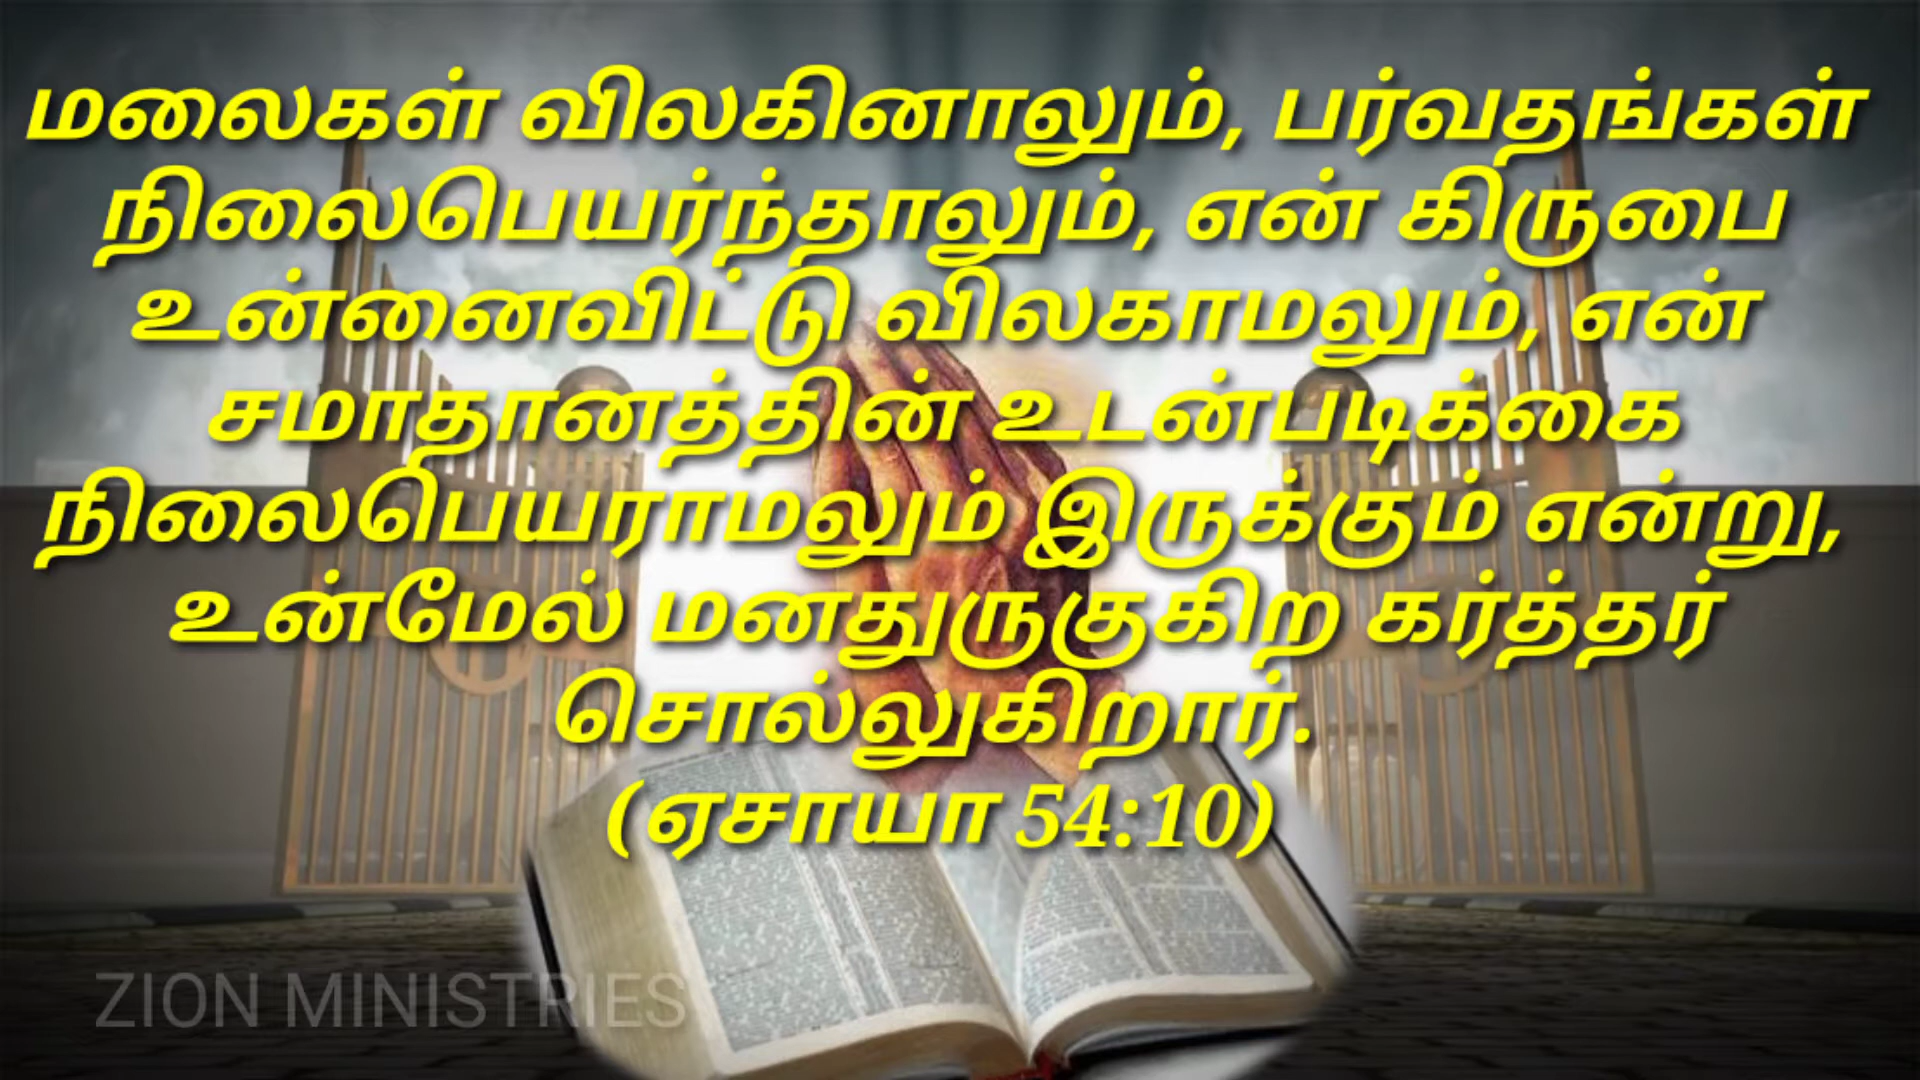 மலைகள் விலகினாலும், பர்வதங்கள்
நிலைபெயர்ந்தாலும், என் கிருபை
உன்னைவிட்டு விலகாமலும், என்
சமாதானத்தின் உடன்படிக்கை
நிலைபெயராமலும் இருக்கும் என்று,
உன்மேல் மனதுருகுகிற கர்த்தர்
சொல்லுகிறார்.
(ஏசாயா 54:10)
ZION MINISTRIES